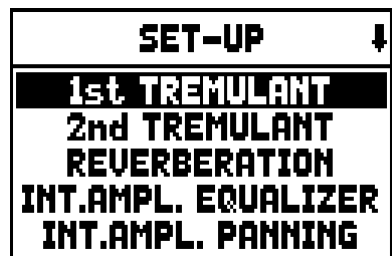 SET-UP
1st TREMULANT
2nd TREMULANT
REVERBERATION
INT.AMPL. EQUALIZER
INT.AMPL. PANNING